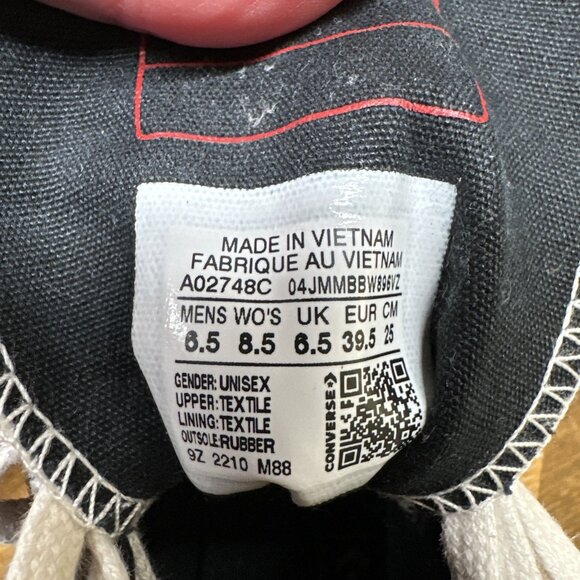 MADE IN VIETNAM
FABRIQUE AU VIETNAM
A02748C 04JMMBBW896VZ
MENS WO'S UK EUR CM
6.5 8.5 6.5 39.5 25
GENDER: UNISEX
UPPER: TEXTILE
LINING: TEXTILE
OUTSOLE: RUBBER
9Z 2210 M88
CONVERSE